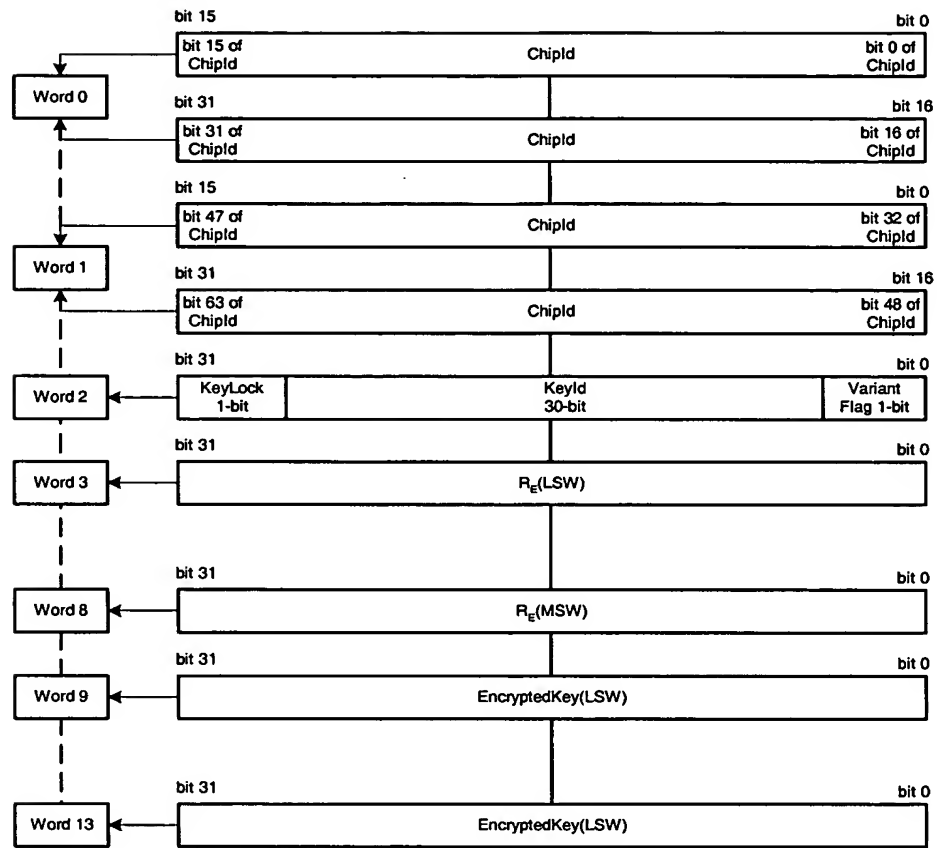 bit 15 bit 0
bit 15 of ChipId ChipId bit 0 of ChipId
Word 0
bit 31 bit 16
bit 31 of ChipId ChipId bit 16 of ChipId
bit 15 bit 0
bit 47 of ChipId ChipId bit 32 of ChipId
Word 1
bit 31 bit 16
bit 63 of ChipId ChipId bit 48 of ChipId
bit 31 bit 0
Word 2 KeyLock 1-bit KeyId 30-bit Variant Flag 1-bit
bit 31 bit 0
Word 3 RE(LSW)
bit 31 bit 0
Word 8 RE(MSW)
bit 31 bit 0
Word 9 EncryptedKey(LSW)
bit 31 bit 0
Word 13 EncryptedKey(LSW)